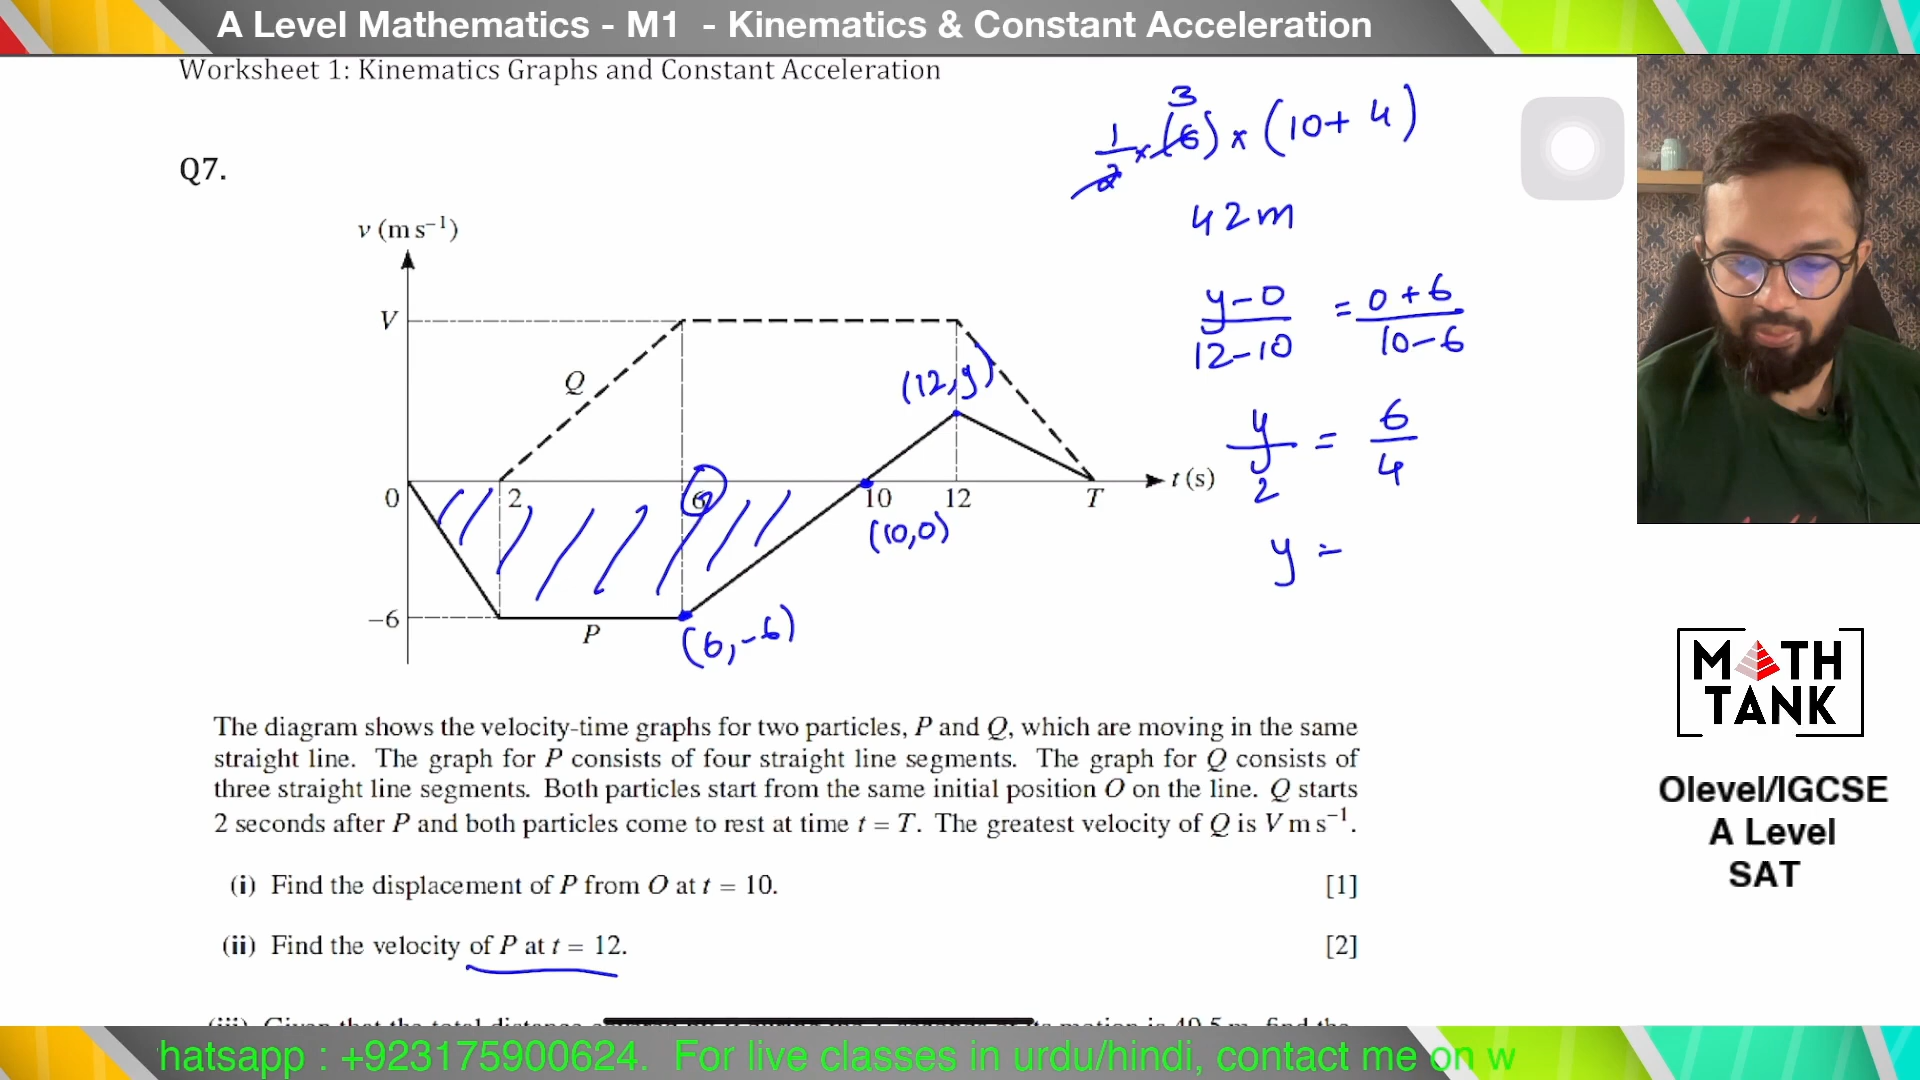 A Level Mathematics - M1 - Kinematics & Constant Acceleration
Worksheet 1: Kinematics Graphs and Constant Acceleration
Q7.
1/2 × (6) 3 × (10 + 4)
42m
v (m s⁻¹)
V
Q
0
2
6
10
12
T
t (s)
-6
P
(12, y)
(10,0)
(6,-6)
y-0/12-10 = 0+6/10-6
y/2 = 6/4
y =
The diagram shows the velocity-time graphs for two particles, P and Q, which are moving in the same
straight line. The graph for P consists of four straight line segments. The graph for Q consists of
three straight line segments. Both particles start from the same initial position O on the line. Q starts
2 seconds after P and both particles come to rest at time t = T. The greatest velocity of Q is V m s⁻¹.
(i) Find the displacement of P from O at t = 10. [1]
(ii) Find the velocity of P at t = 12. [2]
MATH
TANK
Olevel/IGCSE
A Level
SAT
hatsapp : +923175900624. For live classes in urdu/hindi, contact me on w